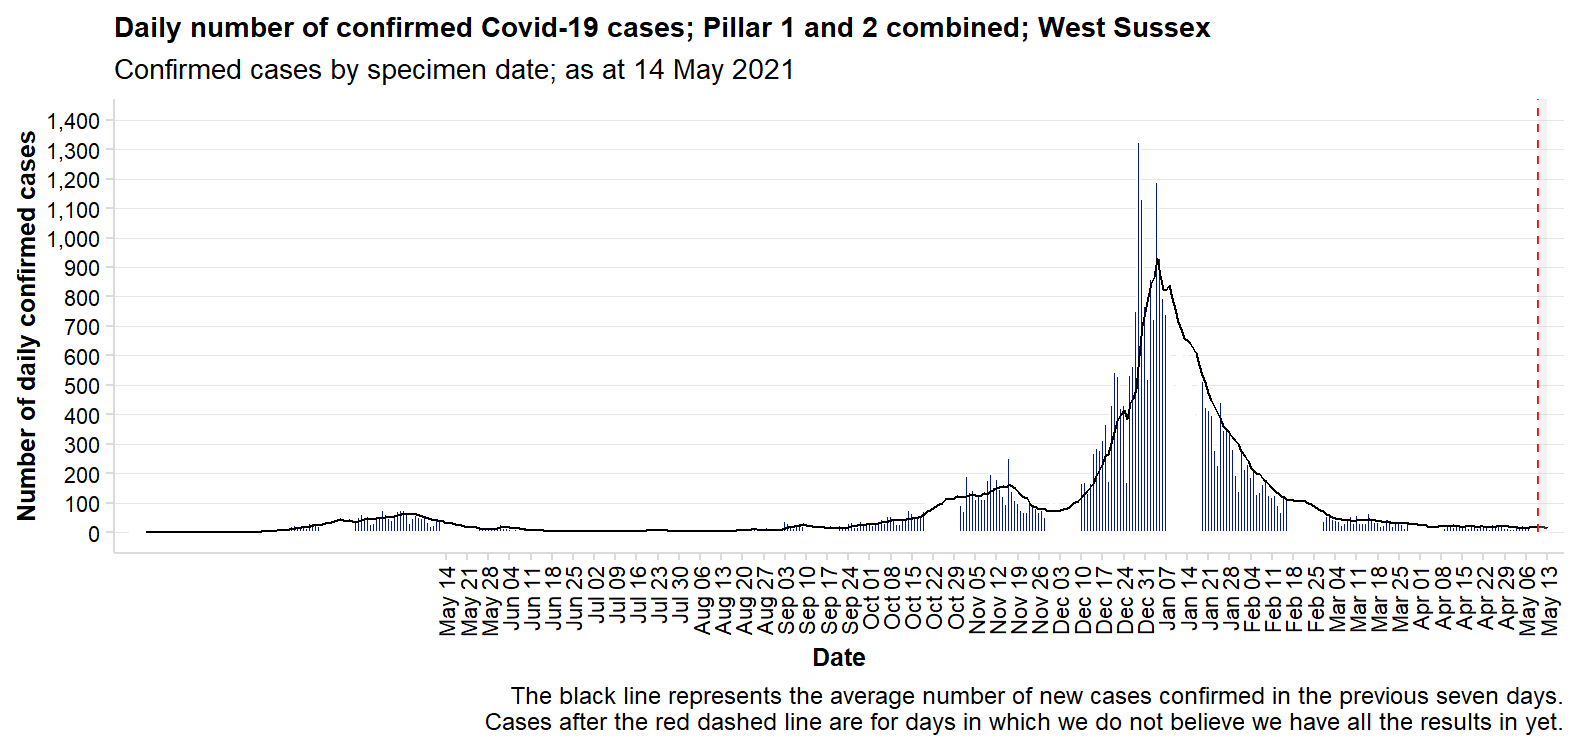 Daily number of confirmed Covid-19 cases; Pillar 1 and 2 combined; West Sussex
Confirmed cases by specimen date; as at 14 May 2021
Number of daily confirmed cases
1,400
1,300
1,200
1,100
1,000
900
800
700
600
500
400
300
200
100
0
May 14
May 21
May 28
Jun 04
Jun 11
Jun 18
Jun 25
Jul 02
Jul 09
Jul 16
Jul 23
Jul 30
Aug 06
Aug 13
Aug 20
Aug 27
Sep 03
Sep 10
Sep 17
Sep 24
Oct 01
Oct 08
Oct 15
Oct 22
Oct 29
Nov 05
Nov 12
Nov 19
Nov 26
Dec 03
Dec 10
Dec 17
Dec 24
Dec 31
Jan 07
Jan 14
Jan 21
Jan 28
Feb 04
Feb 11
Feb 18
Feb 25
Mar 04
Mar 11
Mar 18
Mar 25
Apr 01
Apr 08
Apr 15
Apr 22
Apr 29
May 06
May 13
Date
The black line represents the average number of new cases confirmed in the previous seven days.
Cases after the red dashed line are for days in which we do not believe we have all the results in yet.